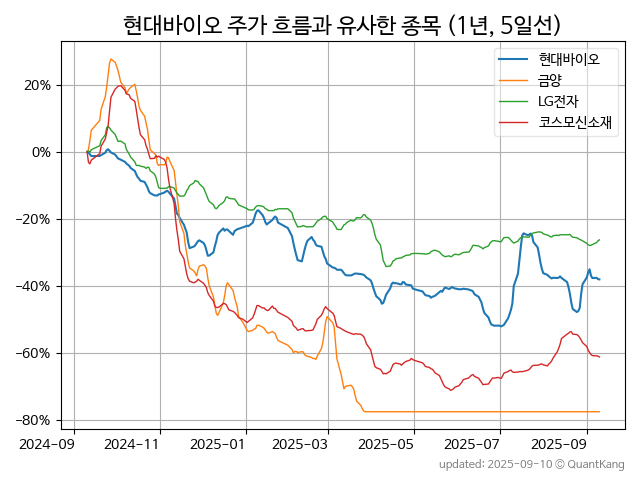 현대바이오 주가 흐름과 유사한 종목 (1년, 5일선)
현대바이오
금양
LG전자
코스모신소재
20%
0%
−20%
−40%
−60%
−80%
2024-09 2024-11 2025-01 2025-03 2025-05 2025-07 2025-09
updated: 2025-09-10 © QuantKang